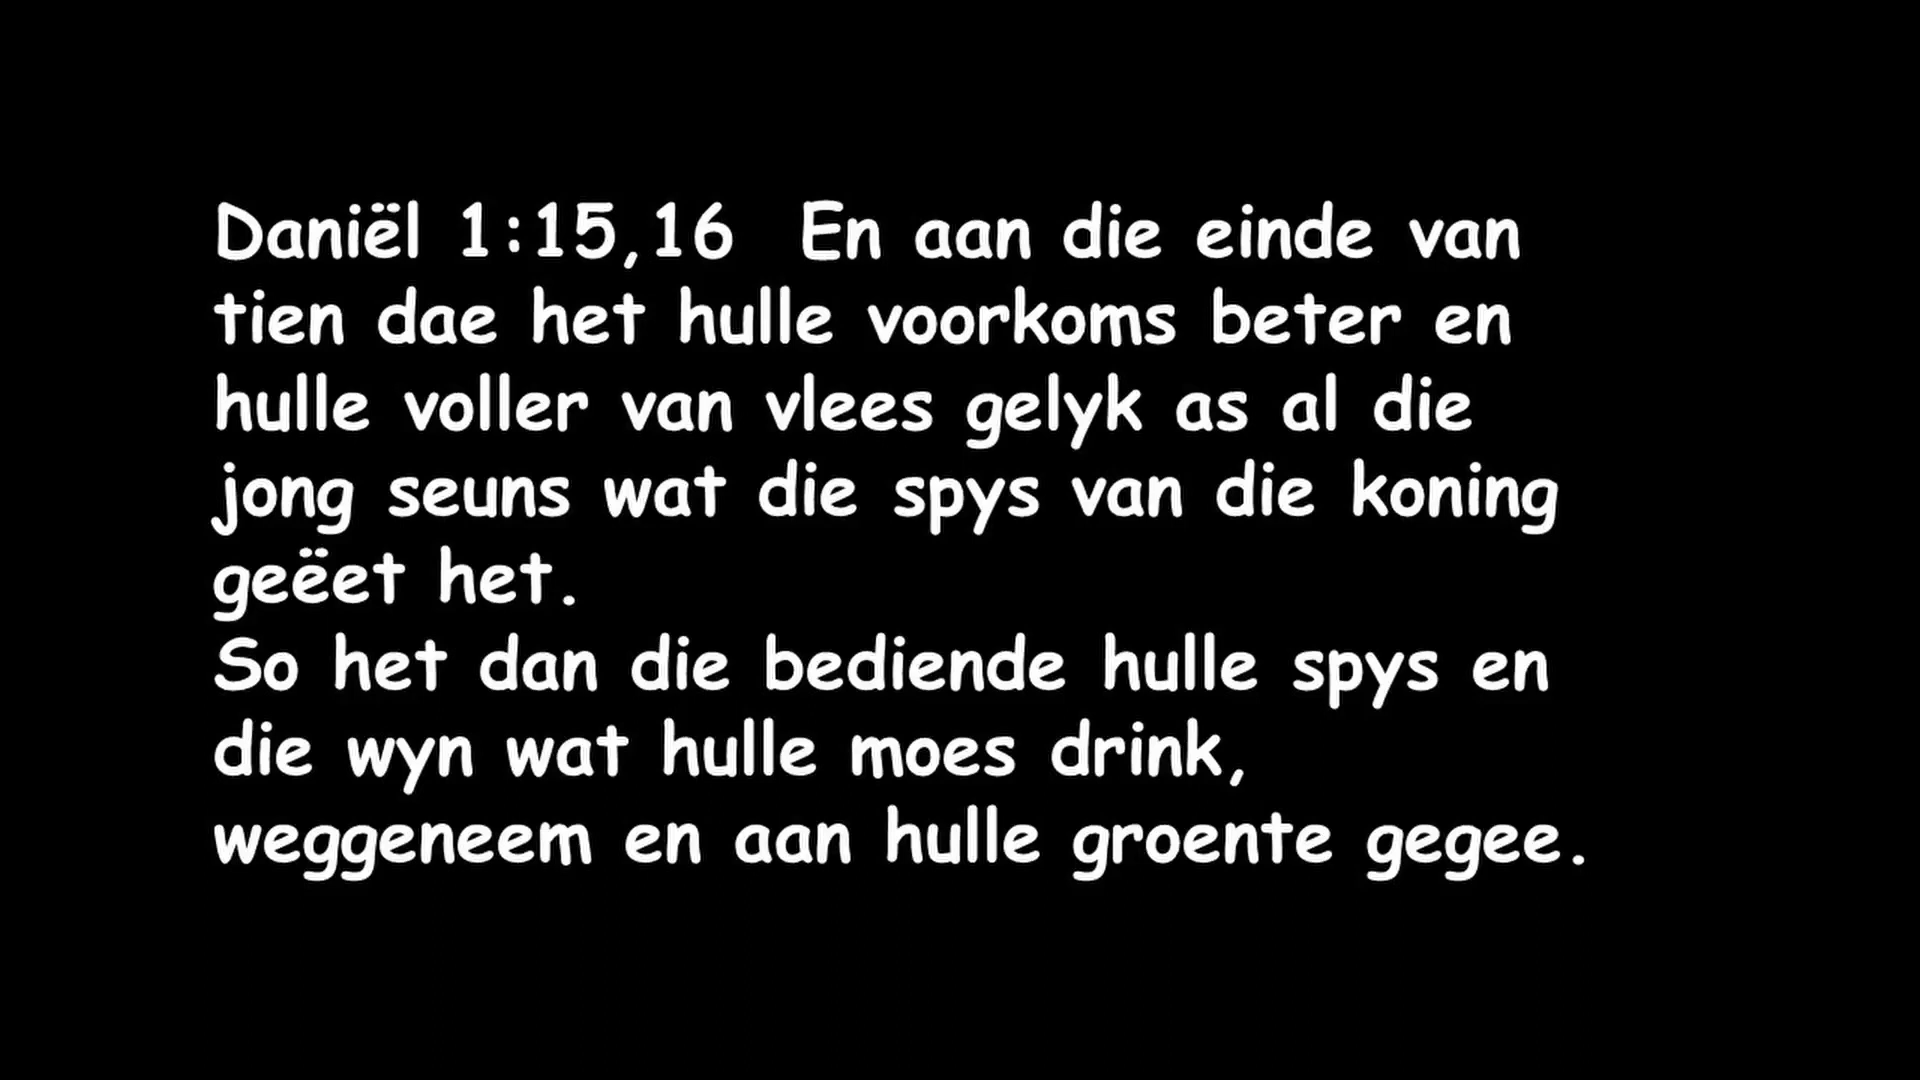 Daniël 1:15,16 En aan die einde van
tien dae het hulle voorkoms beter en
hulle voller van vlees gelyk as al die
jong seuns wat die spys van die koning
geëet het.
So het dan die bediende hulle spys en
die wyn wat hulle moes drink,
weggeneem en aan hulle groente gegee.